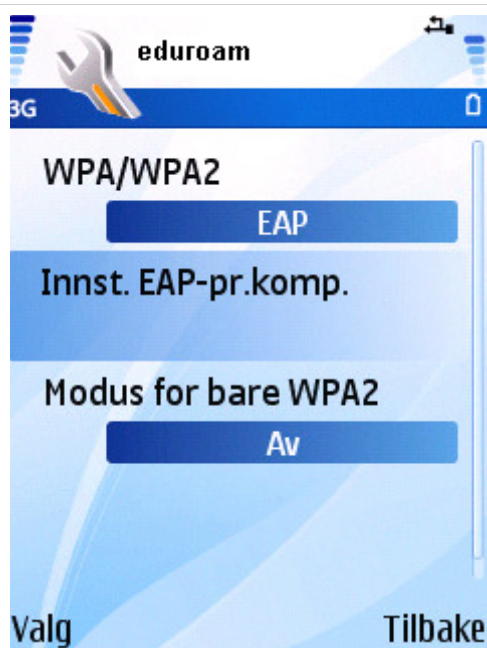 eduroam
3G
WPA/WPA2
EAP
Innst. EAP-pr.komp.
Modus for bare WPA2
Av
Valg Tilbake